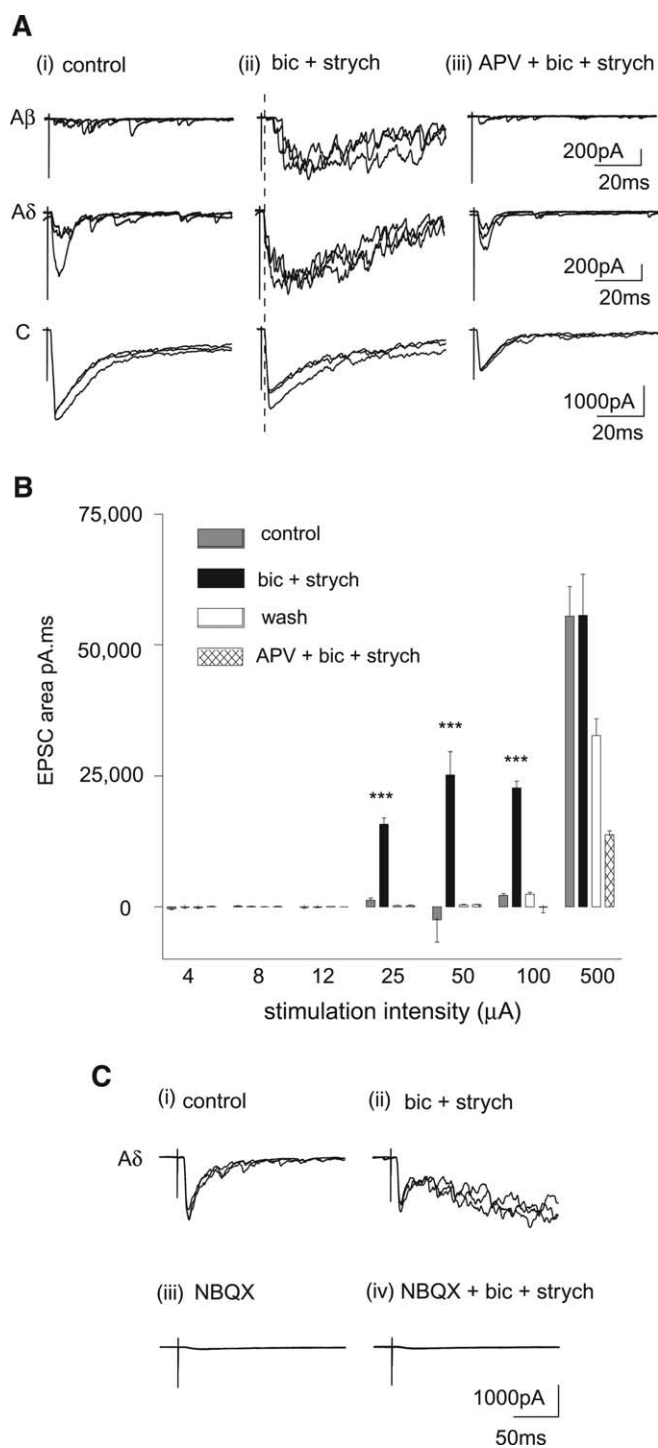 A
(i) control (ii) bic + strych (iii) APV + bic + strych
Aβ
200pA
20ms
Aδ
200pA
20ms
C
1000pA
20ms
B
75,000
50,000
25,000
0
EPSC area pA.ms
control
bic + strych
wash
APV + bic + strych
*** *** ***
4 8 12 25 50 100 500
stimulation intensity (μA)
C
(i) control (ii) bic + strych
Aδ
(iii) NBQX (iv) NBQX + bic + strych
1000pA
50ms